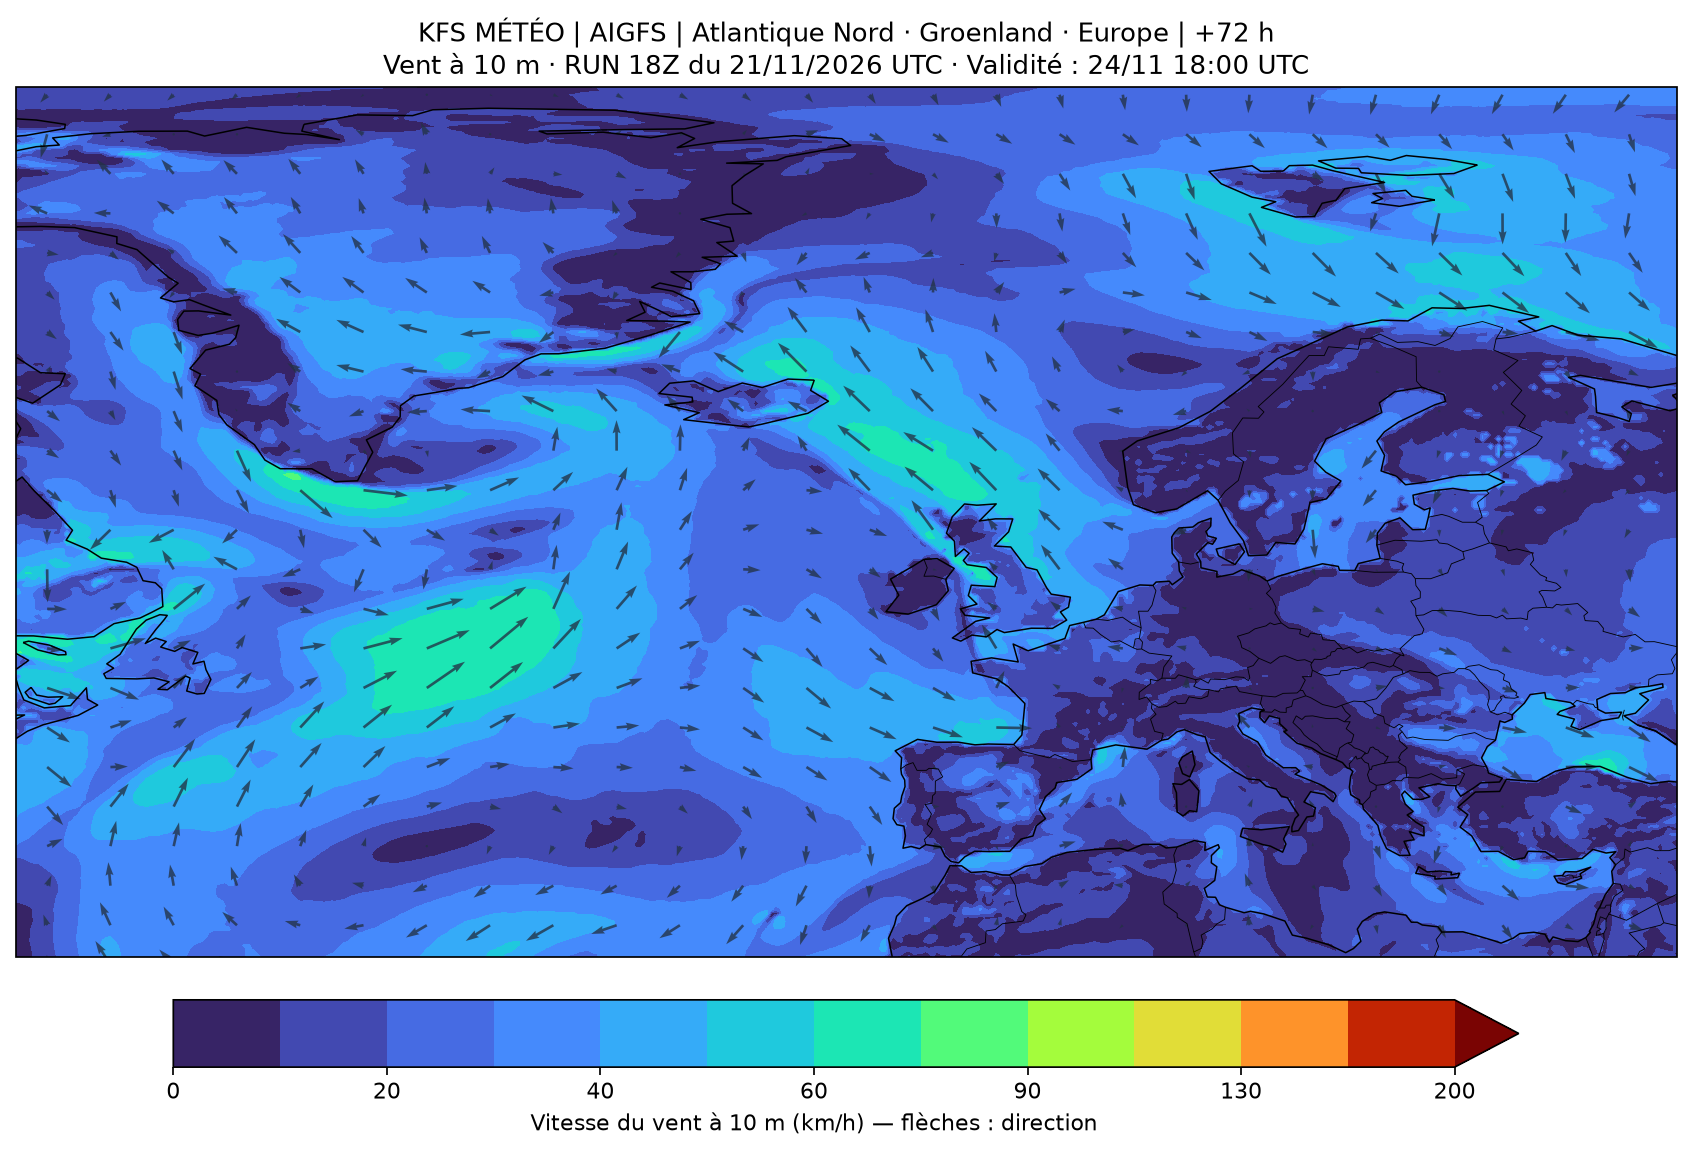 KFS MÉTÉO | AIGFS | Atlantique Nord · Groenland · Europe | +72 h
Vent à 10 m · RUN 18Z du 21/11/2026 UTC · Validité : 24/11 18:00 UTC
0 20 40 60 90 130 200
Vitesse du vent à 10 m (km/h) — flèches : direction